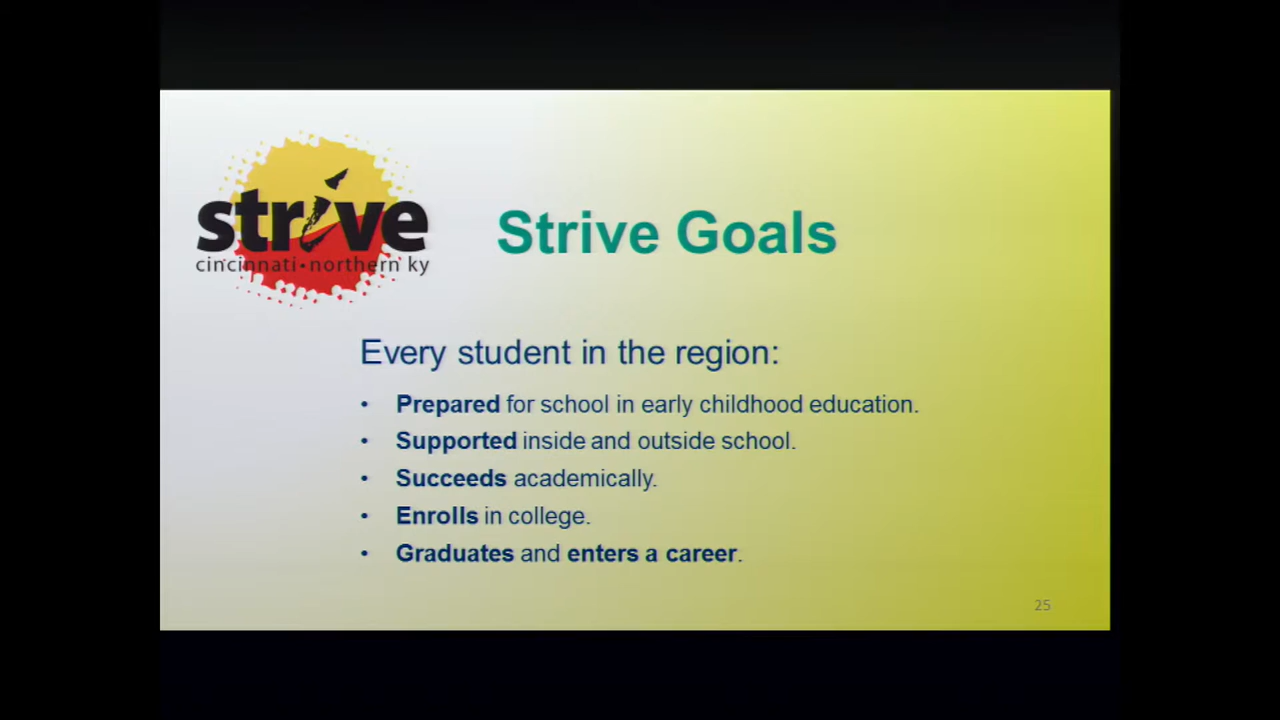 strive
cincinnati•northern ky
Strive Goals
Every student in the region:
• Prepared for school in early childhood education.
• Supported inside and outside school.
• Succeeds academically.
• Enrolls in college.
• Graduates and enters a career.
25